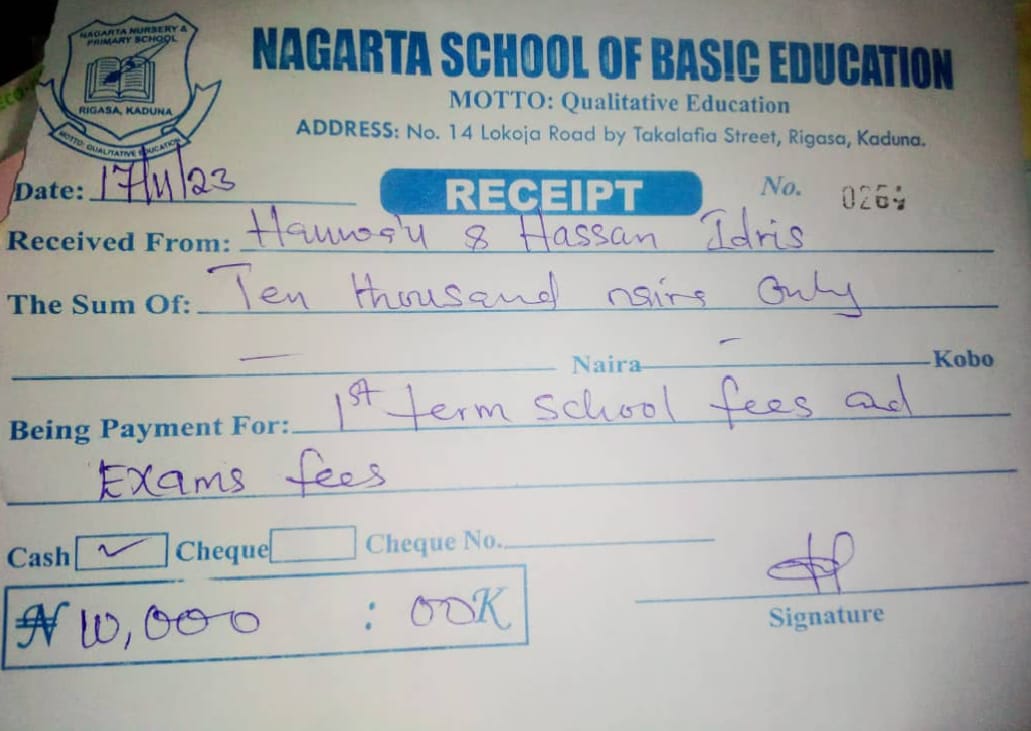 NAGARTA NURSERY &
PRIMARY SCHOOL
RIGASA, KADUNA
MOTTO: QUALITATIVE EDUCATION
NAGARTA SCHOOL OF BASIC EDUCATION
MOTTO: Qualitative Education
ADDRESS: No. 14 Lokoja Road by Takalafia Street, Rigasa, Kaduna.
Date: 17/11/23
RECEIPT
No.
Received From: & Hassan Idris
The Sum Of: Ten thousand naira Only
— Naira — Kobo
Being Payment For: 1st term school fees and
Exams fees
Cash ✓ Cheque Cheque No.
₦ 10,000 : 00K
Signature